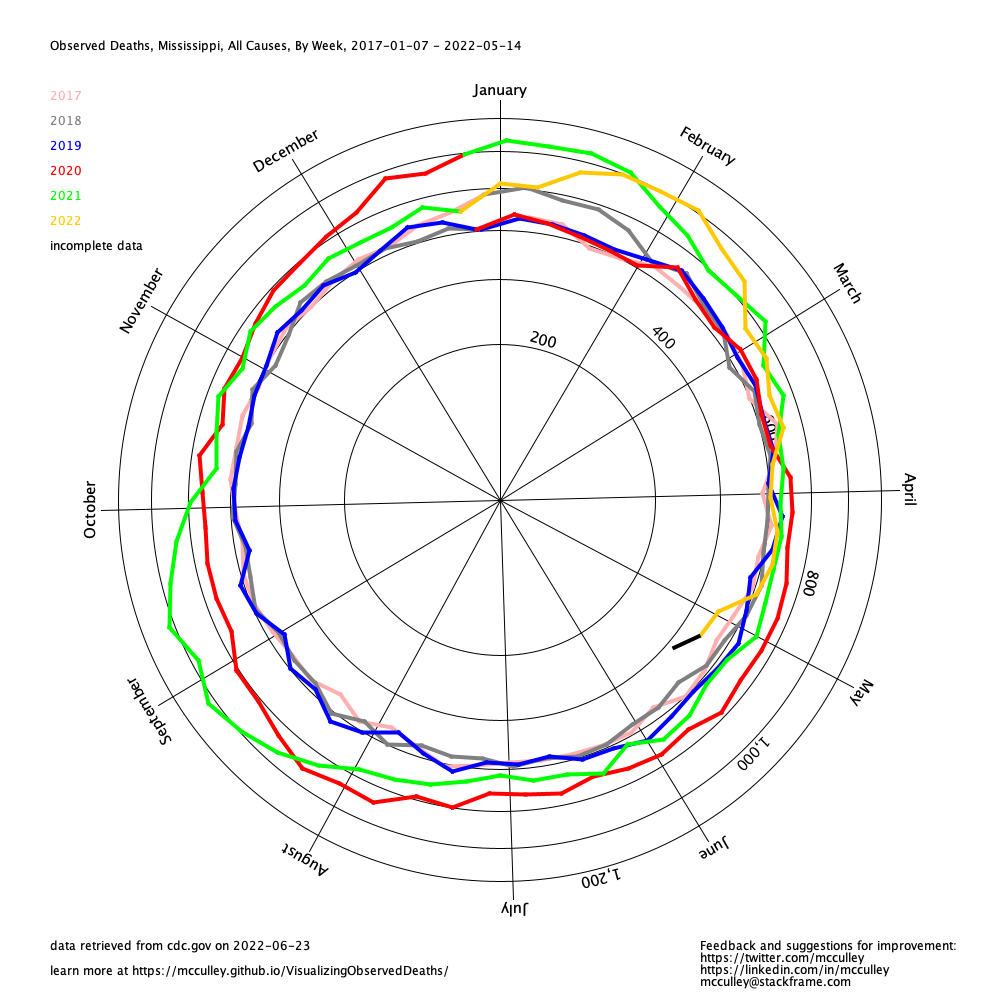 Observed Deaths, Mississippi, All Causes, By Week, 2017-01-07 - 2022-05-14
January
2017
2018
2019
2020
2021
2022
incomplete data
December
February
November
March
200
400
600
October
April
800
September
May
1,000
August
June
1,200
July
data retrieved from cdc.gov on 2022-06-23
learn more at https://mcculley.github.io/VisualizingObservedDeaths/
Feedback and suggestions for improvement:
https://twitter.com/mcculley
https://linkedin.com/in/mcculley
mcculley@stackframe.com